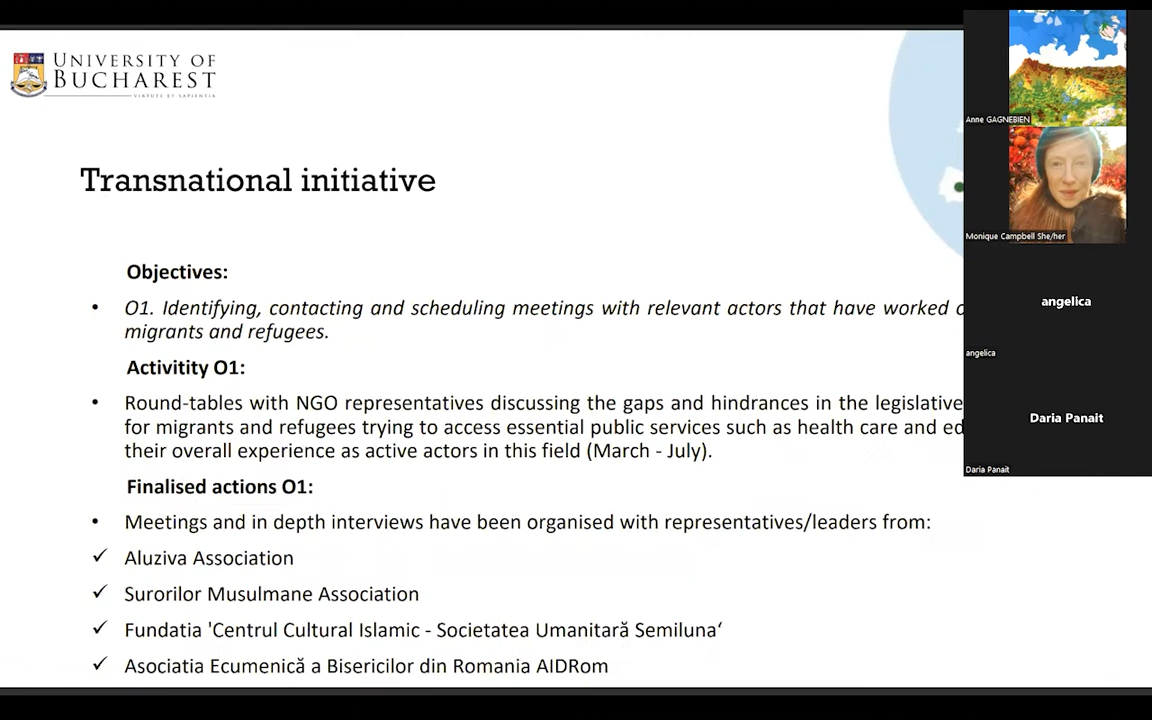 UNIVERSITY OF
BUCHAREST
VIRTUTE ET SAPIENTIA
Transnational initiative
Objectives:
• O1. Identifying, contacting and scheduling meetings with relevant actors that have worked
migrants and refugees.
Activitity O1:
• Round-tables with NGO representatives discussing the gaps and hindrances in the legislative
for migrants and refugees trying to access essential public services such as health care and ed
their overall experience as active actors in this field (March - July).
Finalised actions O1:
• Meetings and in depth interviews have been organised with representatives/leaders from:
✓ Aluziva Association
✓ Surorilor Musulmane Association
✓ Fundatia 'Centrul Cultural Islamic - Societatea Umanitară Semiluna‘
✓ Asociatia Ecumenică a Bisericilor din Romania AIDRom
Anne GAGNEBIEN
Monique Campbell She/her
angelica
angelica
Daria Panait
Daria Panait